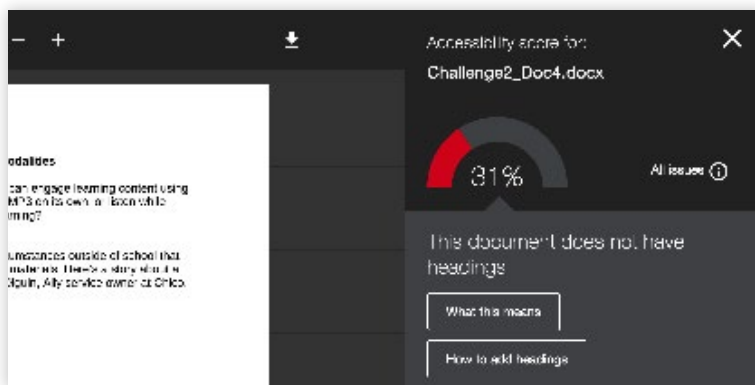 Accessibility score for:
Challenge2_Doc4.docx
31%
All issues
This document does not have
headings
What this means
How to add headings
odalities
can engage learning content using
MP3 on its own, or listen while
rning?
umstances outside of school that
materials. Here's a story about a
Ally service owner at Chico.